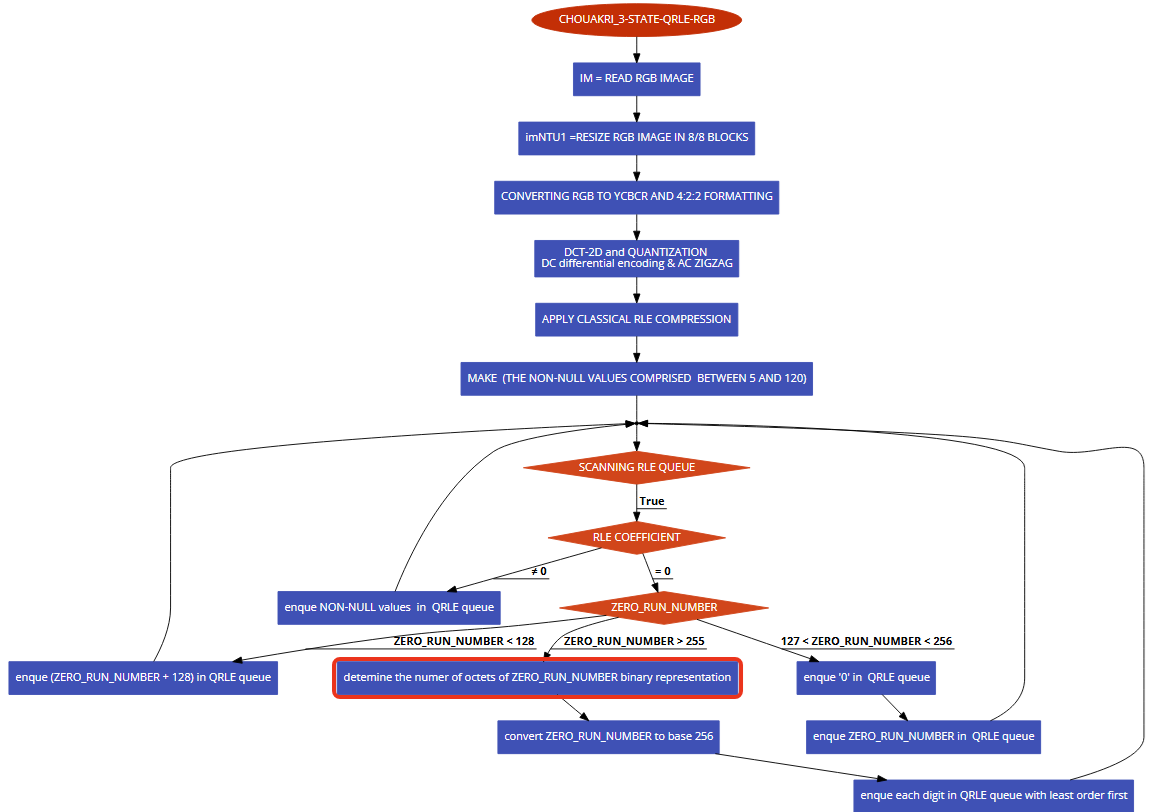 CHOUAKRI_3-STATE-QRLE-RGB
IM = READ RGB IMAGE
imNTU1 =RESIZE RGB IMAGE IN 8/8 BLOCKS
CONVERTING RGB TO YCBCR AND 4:2:2 FORMATTING
DCT-2D and QUANTIZATION
DC differential encoding & AC ZIGZAG
APPLY CLASSICAL RLE COMPRESSION
MAKE (THE NON-NULL VALUES COMPRISED BETWEEN 5 AND 120)
SCANNING RLE QUEUE
True
RLE COEFFICIENT
≠ 0
= 0
enque NON-NULL values in QRLE queue
ZERO_RUN_NUMBER
ZERO_RUN_NUMBER < 128
ZERO_RUN_NUMBER > 255
127 < ZERO_RUN_NUMBER < 256
enque (ZERO_RUN_NUMBER + 128) in QRLE queue
detemine the numer of octets of ZERO_RUN_NUMBER binary representation
enque '0' in QRLE queue
convert ZERO_RUN_NUMBER to base 256
enque ZERO_RUN_NUMBER in QRLE queue
enque each digit in QRLE queue with least order first